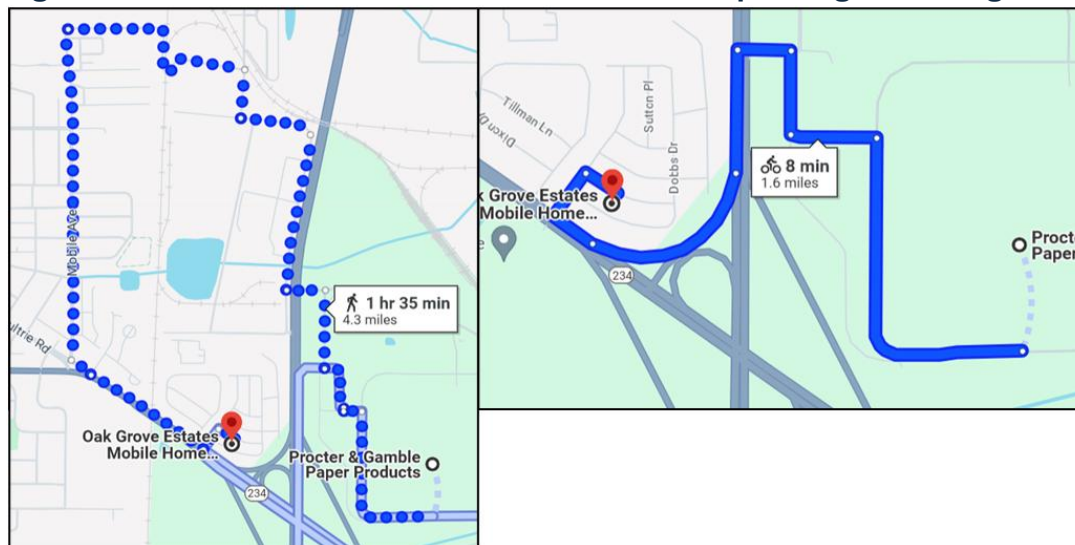 Mobile Ave
ultrie Rd
1 hr 35 min
4.3 miles
Oak Grove Estates
Mobile Home...
Procter & Gamble
Paper Products
234
Tillman Ln
Dixon D
Sutton Pl
Dobbs Dr
8 min
1.6 miles
k Grove Estates
Mobile Home...
Procte
Paper
234